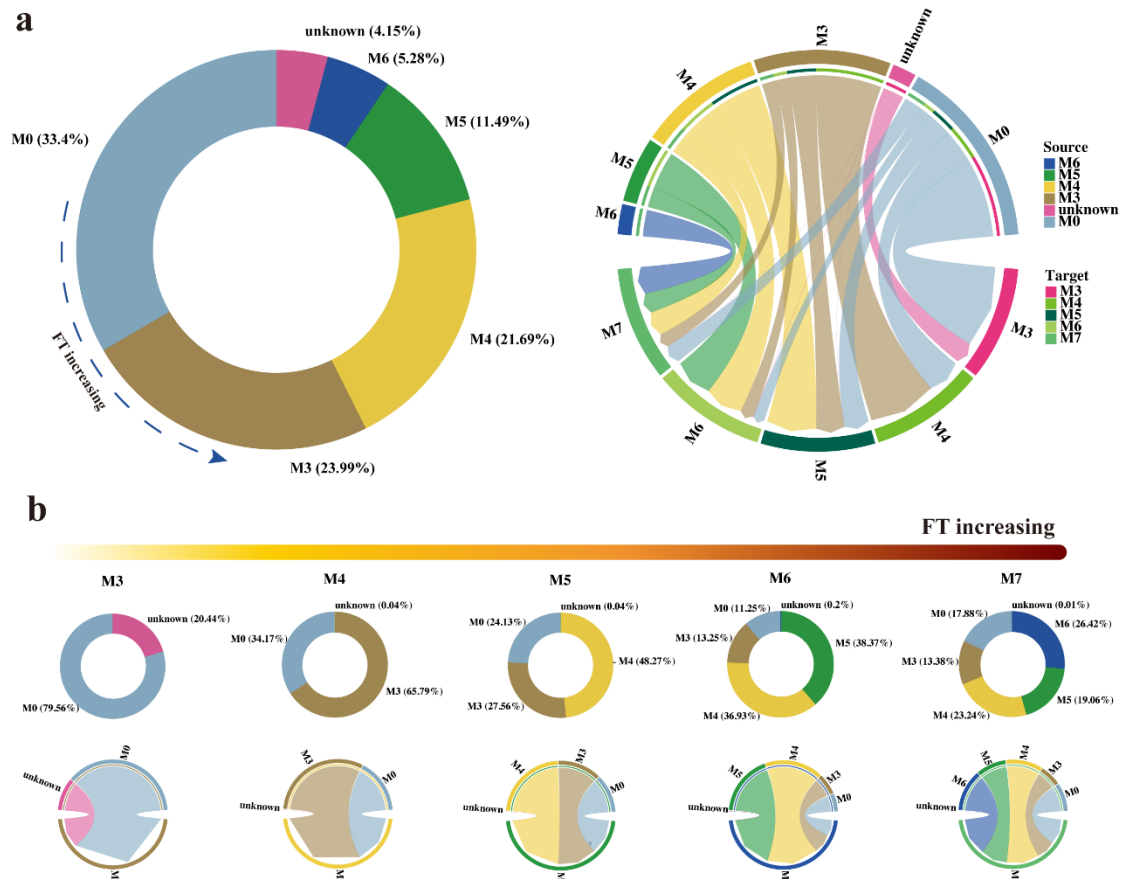 a
unknown (4.15%)
M6 (5.28%)
M5 (11.49%)
M0 (33.4%)
M4 (21.69%)
M3 (23.99%)
FT increasing
M3
unknown
M4
M0
M5
M6
M7
M6
M5
M4
M3
Source
M6
M5
M4
M3
unknown
M0
Target
M3
M4
M5
M6
M7
b
FT increasing
M3
M4
M5
M6
M7
unknown (20.44%)
M0 (79.56%)
unknown (0.04%)
M0 (34.17%)
M3 (65.79%)
unknown (0.04%)
M0 (24.13%)
M4 (48.27%)
M3 (27.56%)
unknown (0.2%)
M0 (11.25%)
M3 (13.25%)
M5 (38.37%)
M4 (36.93%)
unknown (0.01%)
M0 (17.88%)
M6 (26.42%)
M3 (13.38%)
M5 (19.06%)
M4 (23.24%)
M0
unknown
M
M3
M0
unknown
M
M4
M3
M0
unknown
M5
M4
M3
M0
unknown
M
M6
M5
M4
M3
M0
unknown
M